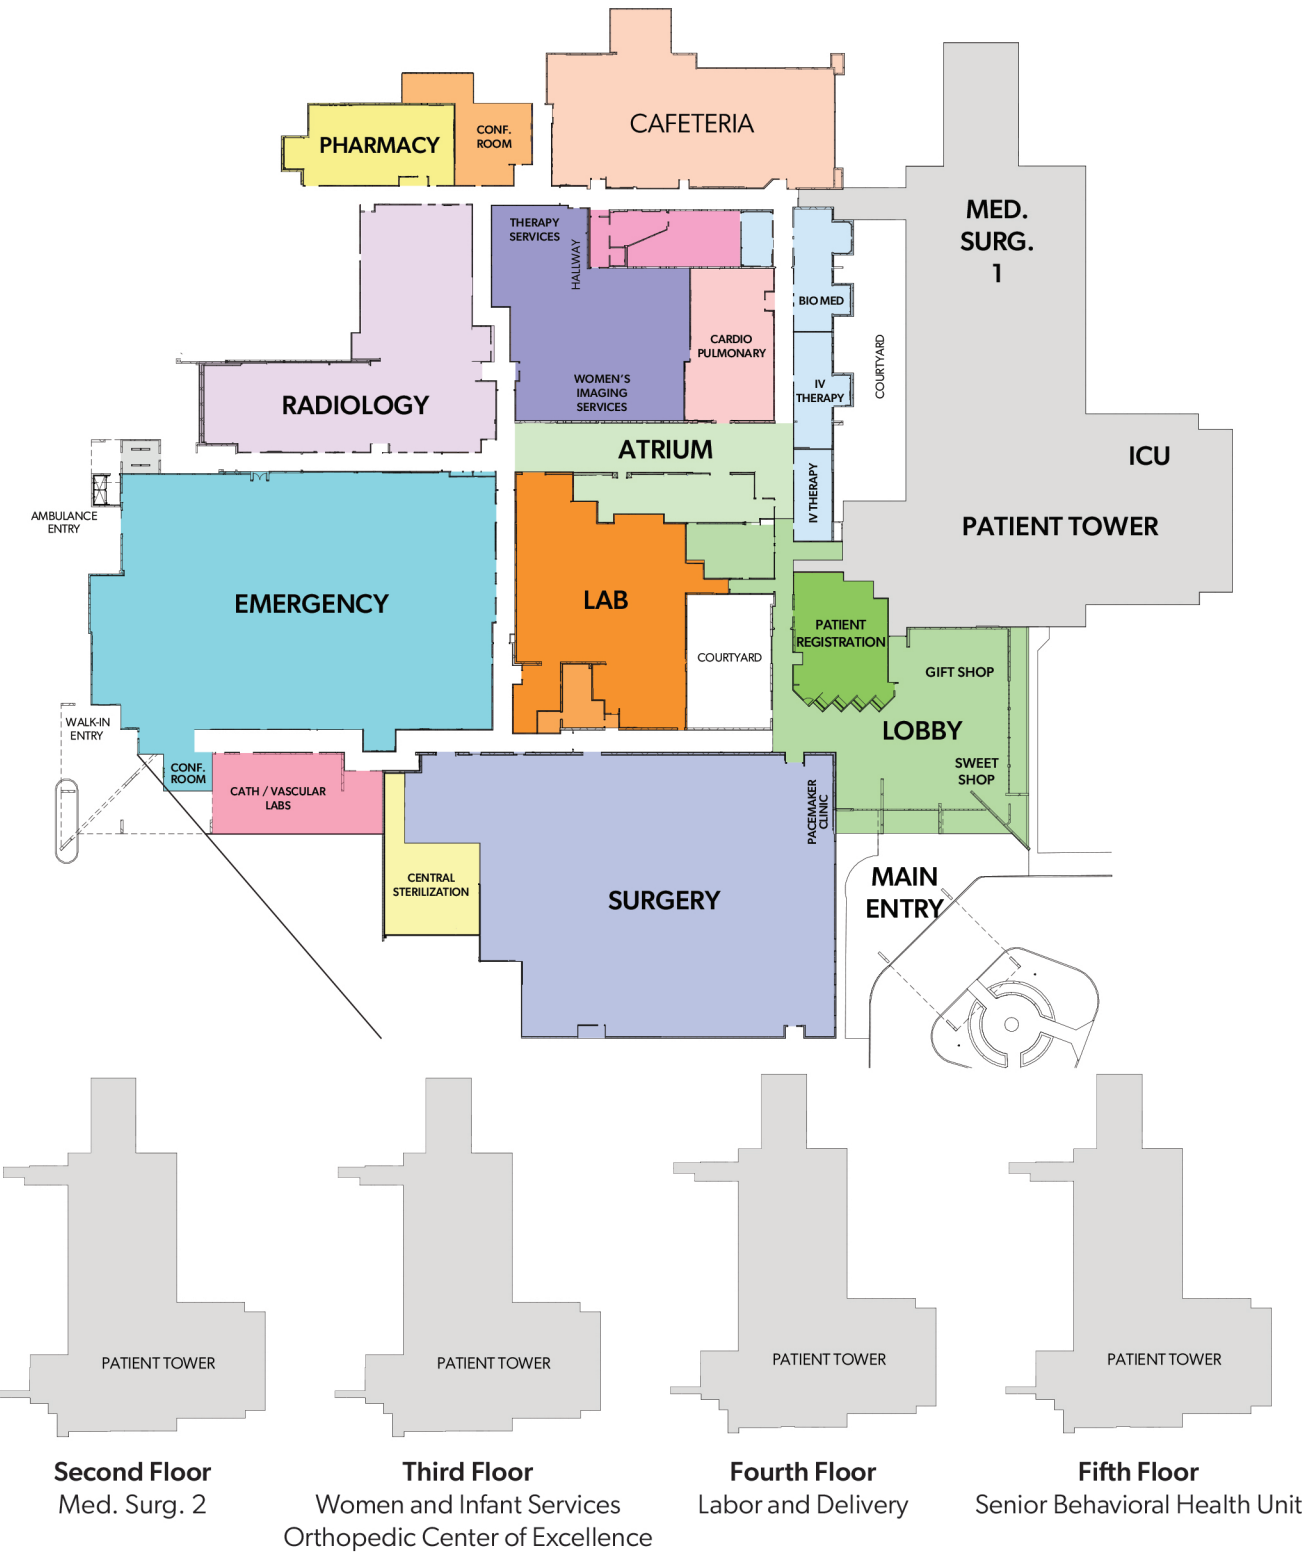 CAFETERIA
PHARMACY
CONF.
ROOM
MED.
SURG.
1
THERAPY
SERVICES
HALLWAY
BIO MED
CARDIO
PULMONARY
COURTYARD
WOMEN'S
IMAGING
SERVICES
IV
THERAPY
RADIOLOGY
ATRIUM
ICU
IV THERAPY
AMBULANCE
ENTRY
PATIENT TOWER
EMERGENCY
LAB
PATIENT
REGISTRATION
COURTYARD
GIFT SHOP
WALK-IN
ENTRY
LOBBY
SWEET
SHOP
CONF.
ROOM
CATH / VASCULAR
LABS
PACEMAKER
CLINIC
CENTRAL
STERILIZATION
SURGERY
MAIN
ENTRY
PATIENT TOWER
PATIENT TOWER
PATIENT TOWER
PATIENT TOWER
Second Floor
Med. Surg. 2
Third Floor
Women and Infant Services
Orthopedic Center of Excellence
Fourth Floor
Labor and Delivery
Fifth Floor
Senior Behavioral Health Unit